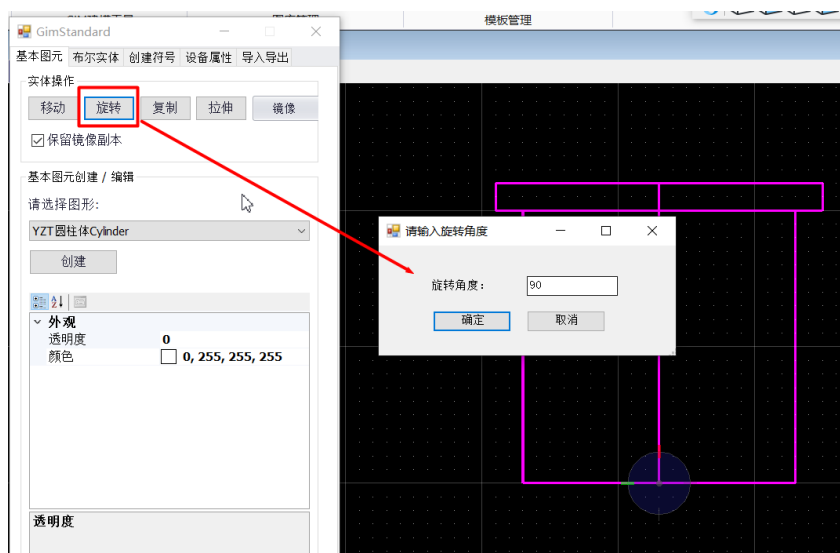 模板管理
GimStandard
基本图元 布尔实体 创建符号 设备属性 导入导出
实体操作
移动 旋转 复制 拉伸 镜像
保留镜像副本
基本图元创建 / 编辑
请选择图形:
YZT圆柱体Cylinder
创建
外观
透明度 0
颜色 0, 255, 255, 255
透明度
请输入旋转角度
旋转角度: 90
确定 取消